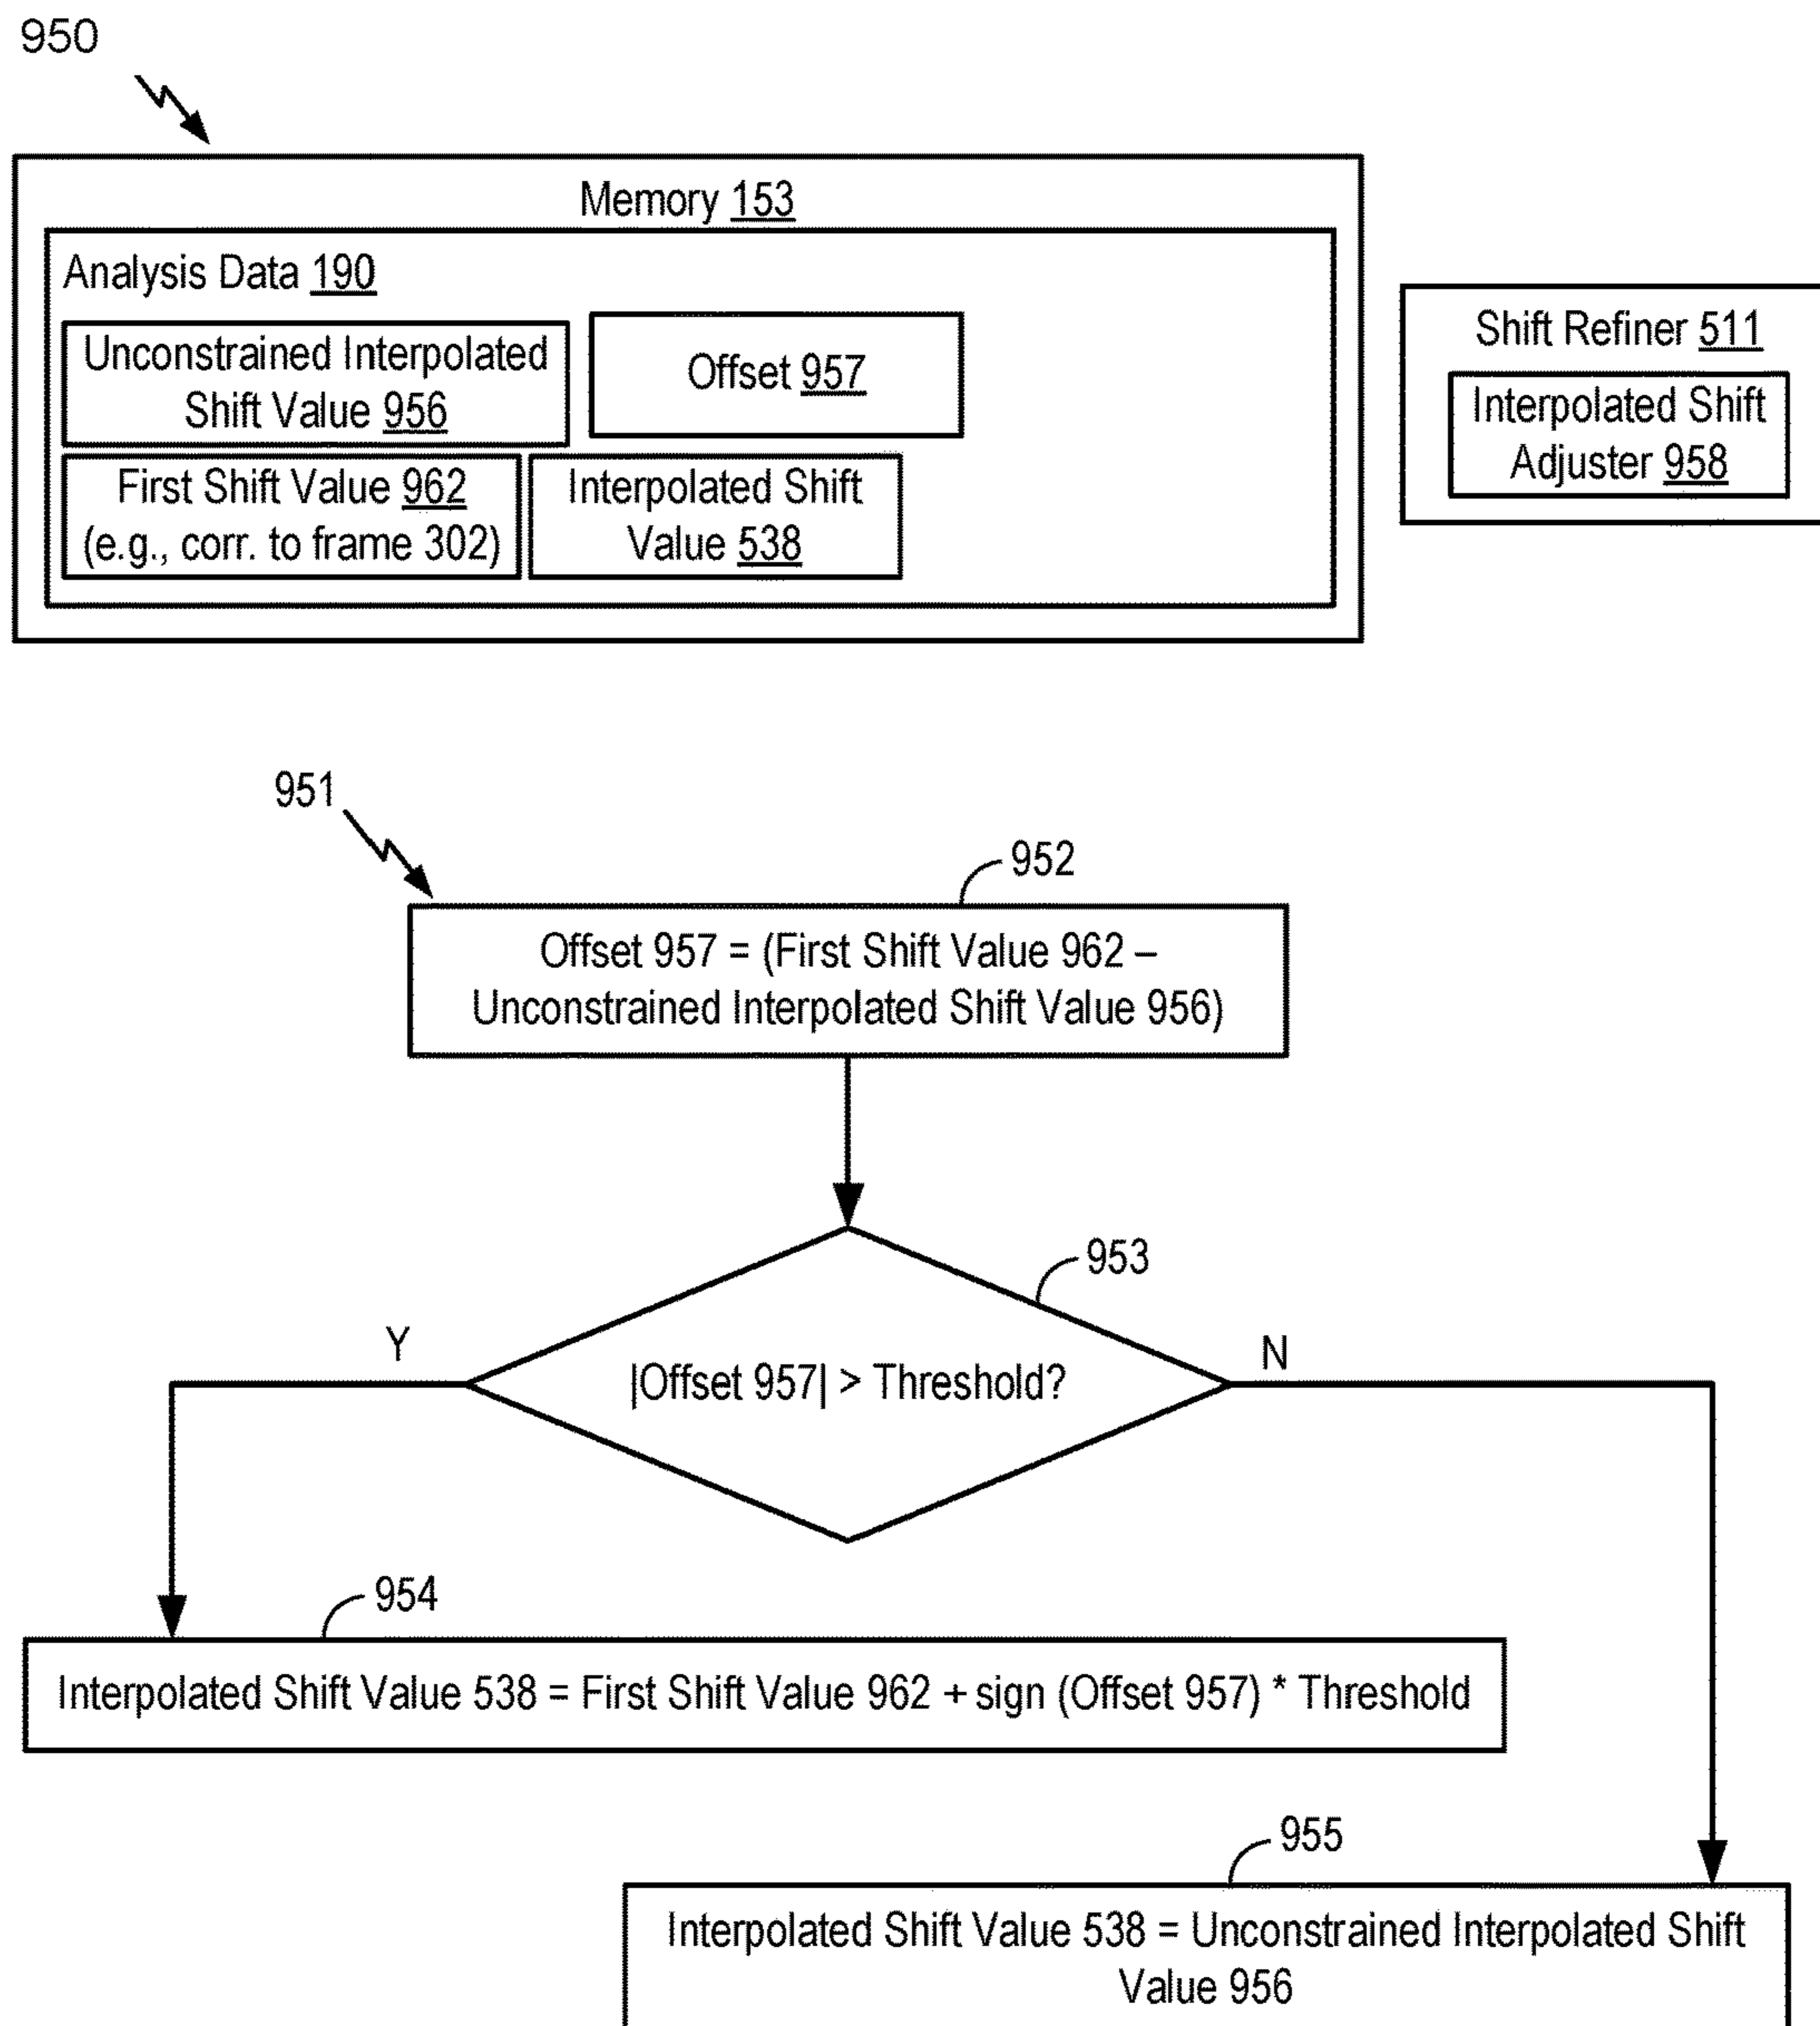 950
Memory 153
Analysis Data 190
Unconstrained Interpolated
Shift Value 956
Offset 957
First Shift Value 962
(e.g., corr. to frame 302)
Interpolated Shift
Value 538
Shift Refiner 511
Interpolated Shift
Adjuster 958
951
952
Offset 957 = (First Shift Value 962 –
Unconstrained Interpolated Shift Value 956)
953
Y
|Offset 957| > Threshold?
N
954
Interpolated Shift Value 538 = First Shift Value 962 + sign (Offset 957) * Threshold
955
Interpolated Shift Value 538 = Unconstrained Interpolated Shift
Value 956